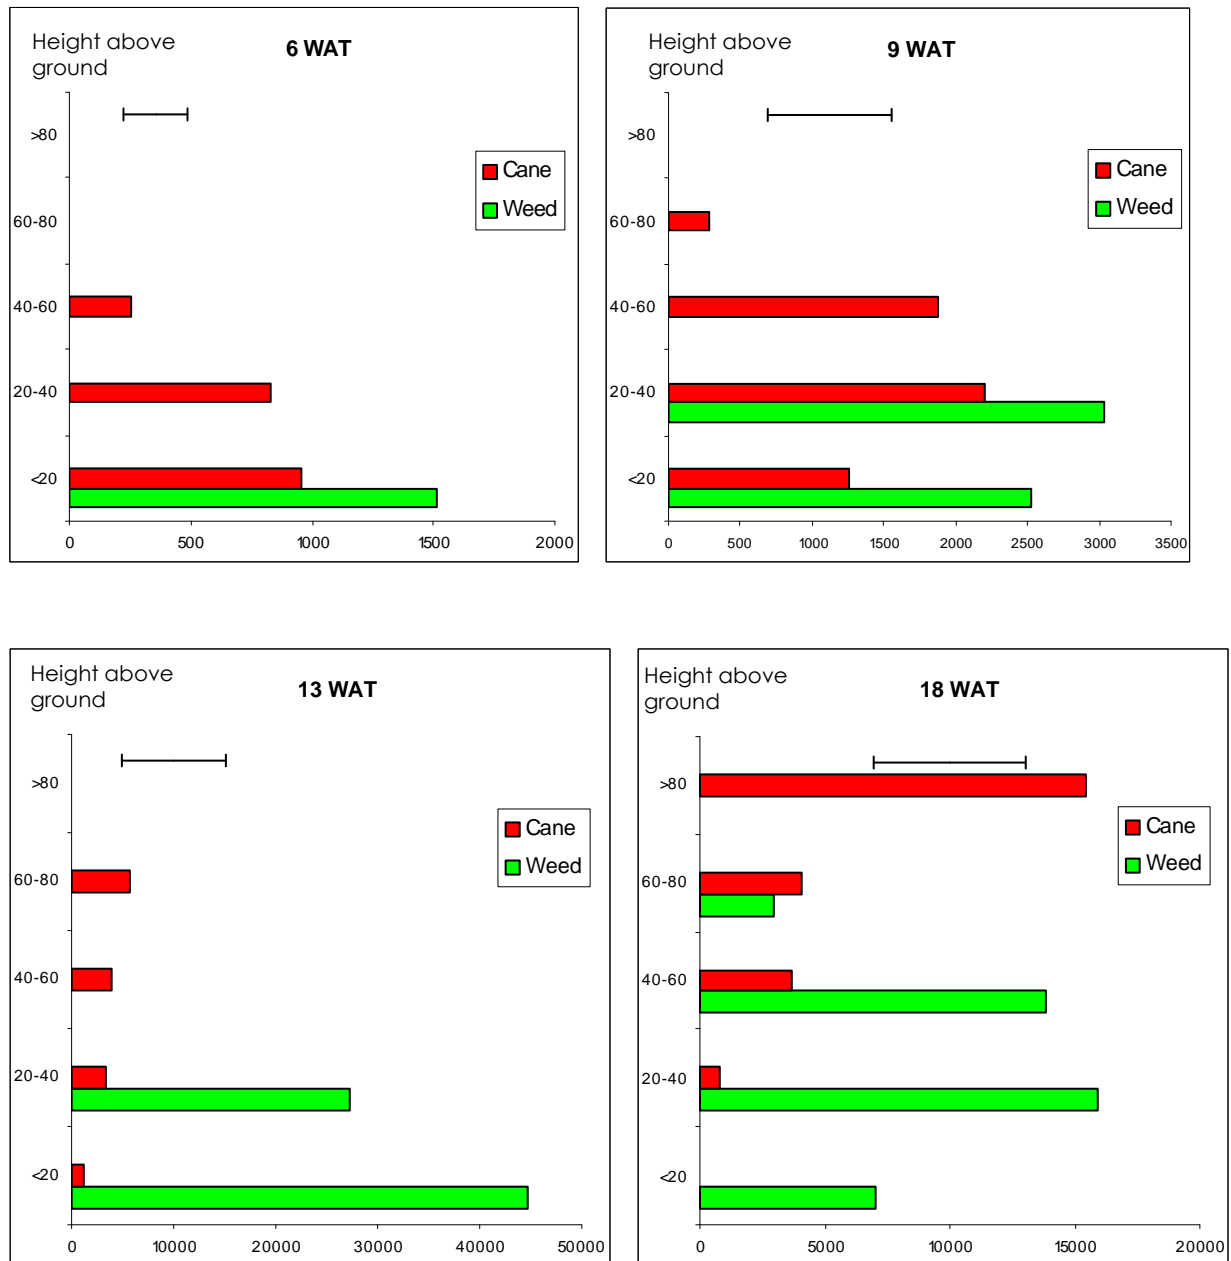 Height above
ground
6 WAT
>80
60-80
40-60
20-40
<20
0 500 1000 1500 2000
Cane
Weed
Height above
ground
9 WAT
>80
60-80
40-60
20-40
<20
0 500 1000 1500 2000 2500 3000 3500
Cane
Weed
Height above
ground
13 WAT
>80
60-80
40-60
20-40
<20
0 10000 20000 30000 40000 50000
Cane
Weed
Height above
ground
18 WAT
>80
60-80
40-60
20-40
<20
0 5000 10000 15000 20000
Cane
Weed